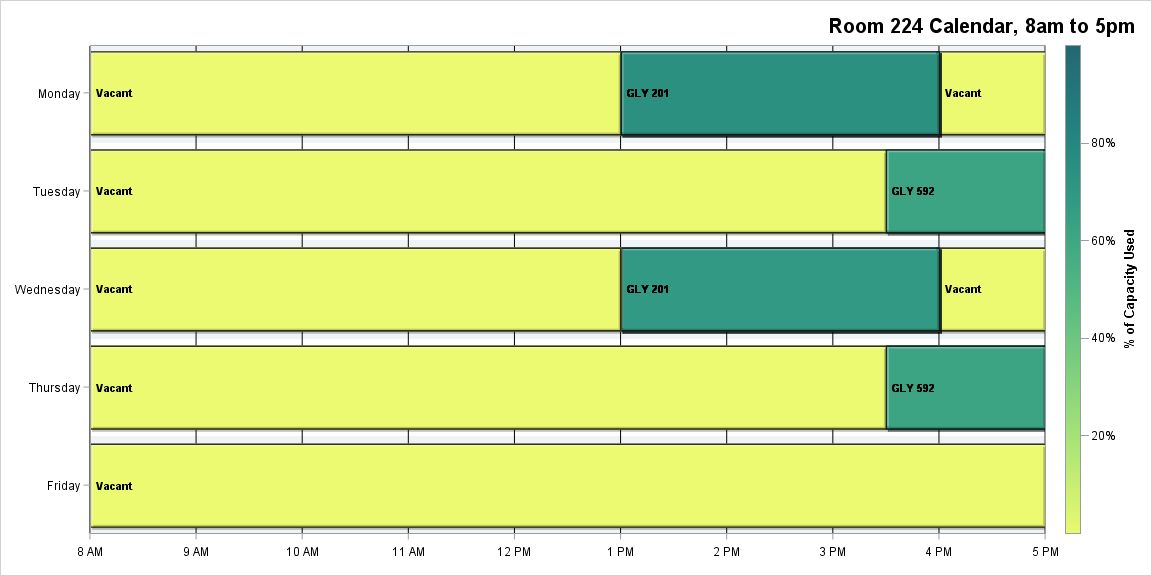 Room 224 Calendar, 8am to 5pm
Monday
Vacant
GLY 201
Vacant
Tuesday
Vacant
GLY 592
Wednesday
Vacant
GLY 201
Vacant
Thursday
Vacant
GLY 592
Friday
Vacant
8 AM
9 AM
10 AM
11 AM
12 PM
1 PM
2 PM
3 PM
4 PM
5 PM
80%
60%
40%
20%
% of Capacity Used